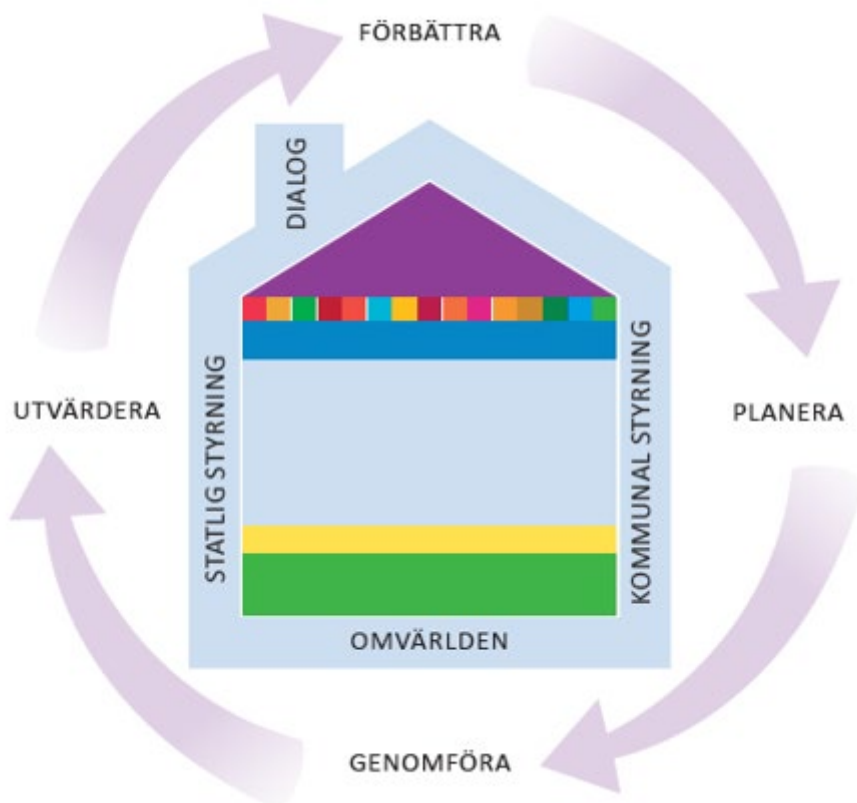 FÖRBÄTTRA
DIALOG
STATLIG STYRNING
KOMMUNAL STYRNING
UTVÄRDERA
PLANERA
OMVÄRLDEN
GENOMFÖRA